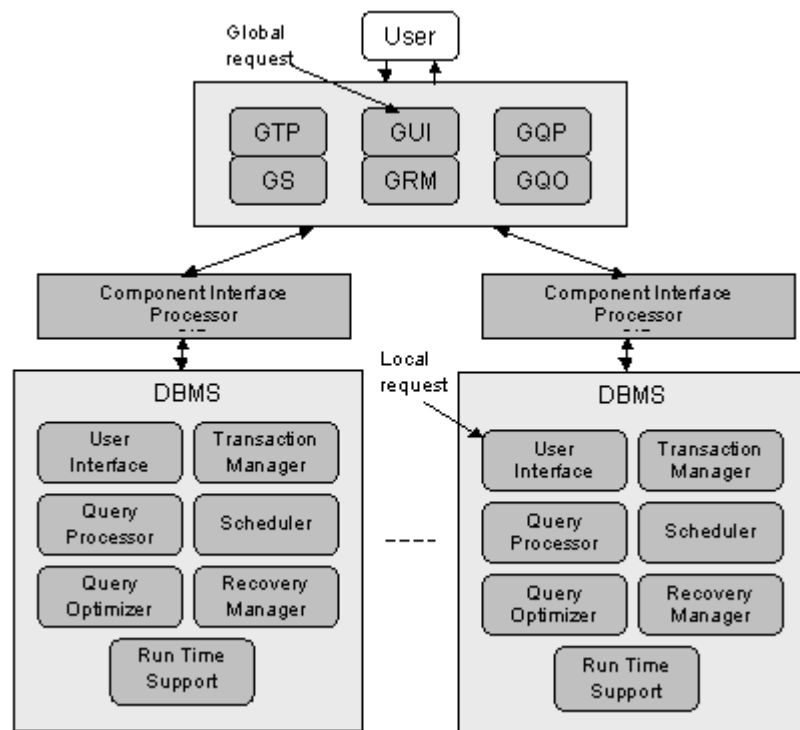 Global
request
User
GTP
GUI
GQP
GS
GRM
GQO
Component Interface
Processor
Component Interface
Processor
Local
request
DBMS
User
Interface
Transaction
Manager
Query
Processor
Scheduler
Query
Optimizer
Recovery
Manager
Run Time
Support
----
DBMS
User
Interface
Transaction
Manager
Query
Processor
Scheduler
Query
Optimizer
Recovery
Manager
Run Time
Support